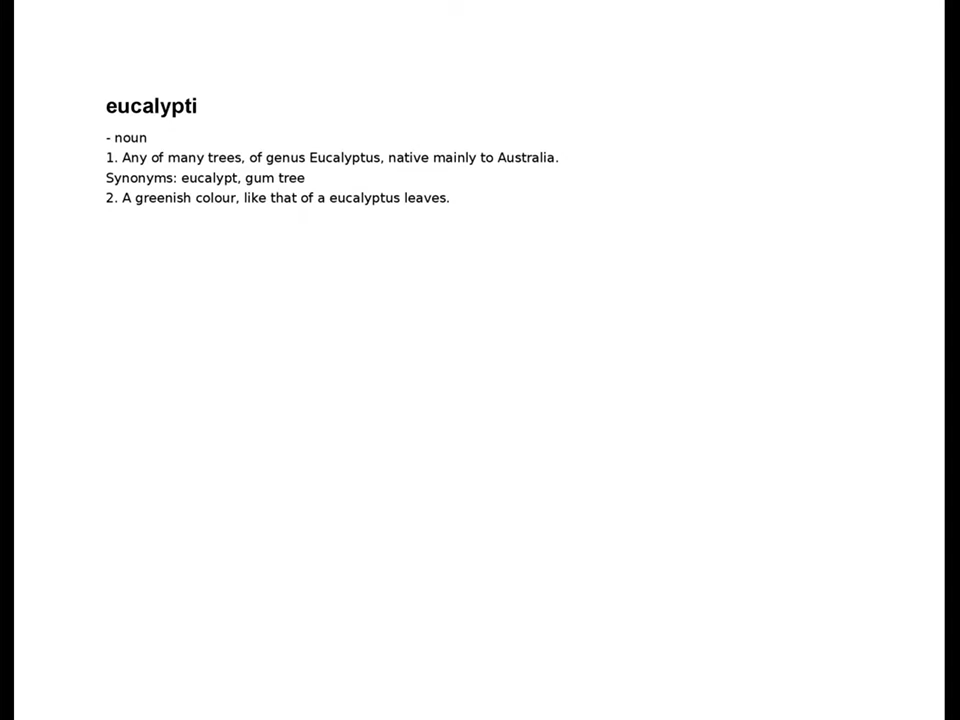 eucalypti
- noun
1. Any of many trees, of genus Eucalyptus, native mainly to Australia.
Synonyms: eucalypt, gum tree
2. A greenish colour, like that of a eucalyptus leaves.